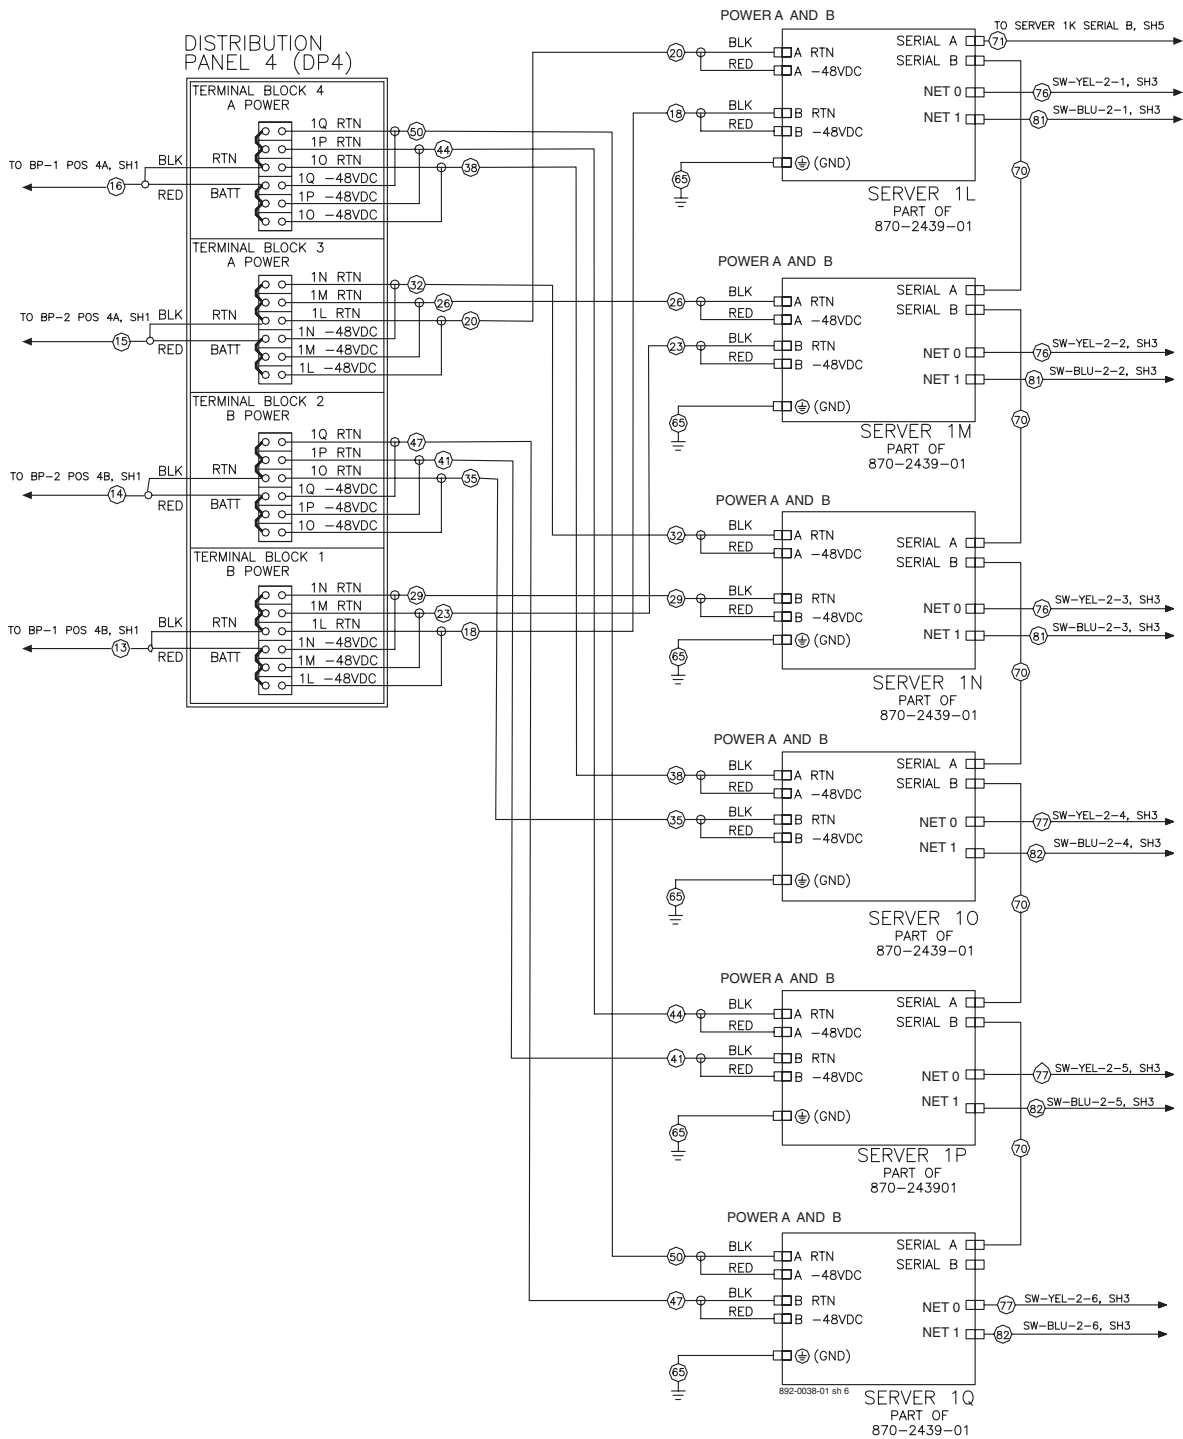 DISTRIBUTION
PANEL 4 (DP4)
TERMINAL BLOCK 4
A POWER
1Q RTN
50
1P RTN
44
1O RTN
38
1Q -48VDC
1P -48VDC
1O -48VDC
TO BP-1 POS 4A, SH1
16
BLK
RTN
RED
BATT
TERMINAL BLOCK 3
A POWER
1N RTN
32
1M RTN
26
1L RTN
20
1N -48VDC
1M -48VDC
1L -48VDC
TO BP-2 POS 4A, SH1
15
BLK
RTN
RED
BATT
TERMINAL BLOCK 2
B POWER
1Q RTN
47
1P RTN
41
1O RTN
35
1Q -48VDC
1P -48VDC
1O -48VDC
TO BP-2 POS 4B, SH1
14
BLK
RTN
RED
BATT
TERMINAL BLOCK 1
B POWER
1N RTN
29
1M RTN
23
1L RTN
18
1N -48VDC
1M -48VDC
1L -48VDC
TO BP-1 POS 4B, SH1
13
BLK
RTN
RED
BATT
POWER A AND B
20
BLK
A RTN
RED
A -48VDC
18
BLK
B RTN
RED
B -48VDC
65
(GND)
SERIAL A
71
TO SERVER 1K SERIAL B, SH5
SERIAL B
NET 0
76
SW-YEL-2-1, SH3
NET 1
81
SW-BLU-2-1, SH3
70
SERVER 1L
PART OF
870-2439-01
POWER A AND B
26
BLK
A RTN
RED
A -48VDC
23
BLK
B RTN
RED
B -48VDC
65
(GND)
SERIAL A
SERIAL B
NET 0
76
SW-YEL-2-2, SH3
NET 1
81
SW-BLU-2-2, SH3
70
SERVER 1M
PART OF
870-2439-01
POWER A AND B
32
BLK
A RTN
RED
A -48VDC
29
BLK
B RTN
RED
B -48VDC
65
(GND)
SERIAL A
SERIAL B
NET 0
76
SW-YEL-2-3, SH3
NET 1
81
SW-BLU-2-3, SH3
70
SERVER 1N
PART OF
870-2439-01
POWER A AND B
38
BLK
A RTN
RED
A -48VDC
35
BLK
B RTN
RED
B -48VDC
65
(GND)
SERIAL A
SERIAL B
NET 0
77
SW-YEL-2-4, SH3
NET 1
82
SW-BLU-2-4, SH3
70
SERVER 1O
PART OF
870-2439-01
POWER A AND B
44
BLK
A RTN
RED
A -48VDC
41
BLK
B RTN
RED
B -48VDC
65
(GND)
SERIAL A
SERIAL B
NET 0
77
SW-YEL-2-5, SH3
NET 1
82
SW-BLU-2-5, SH3
70
SERVER 1P
PART OF
870-243901
POWER A AND B
50
BLK
A RTN
RED
A -48VDC
47
BLK
B RTN
RED
B -48VDC
65
(GND)
SERIAL A
SERIAL B
NET 0
77
SW-YEL-2-6, SH3
NET 1
82
SW-BLU-2-6, SH3
892-0038-01 sh 6
SERVER 1Q
PART OF
870-2439-01